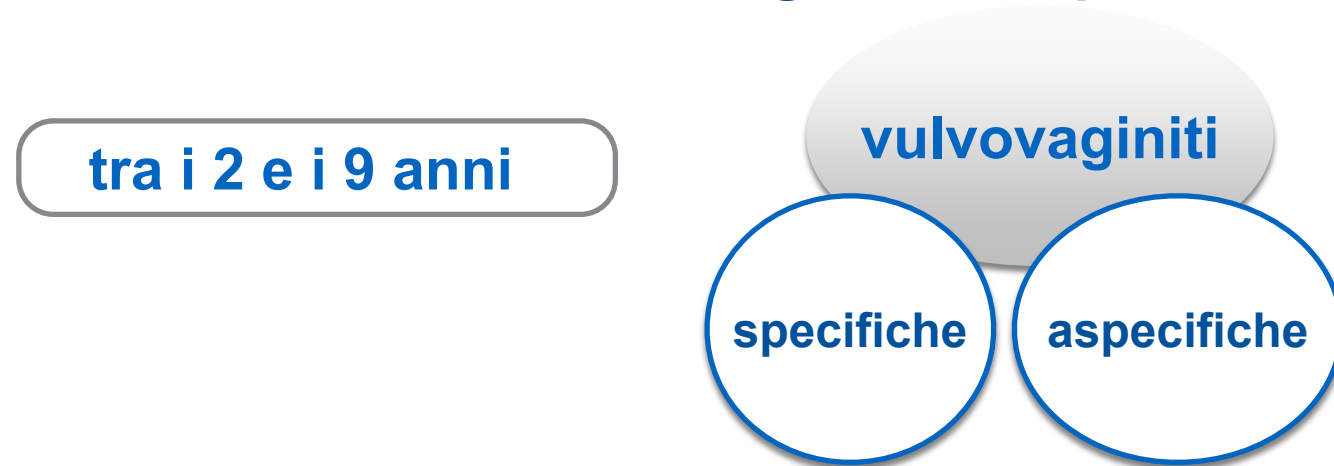 vulvovaginiti
tra i 2 e i 9 anni
specifiche
aspecifiche